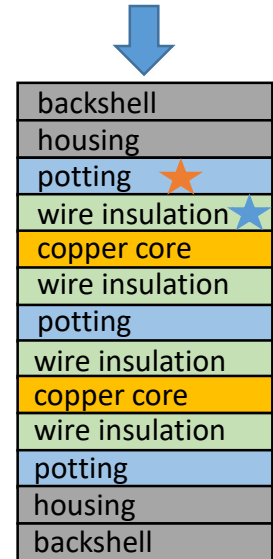 backshell
housing
potting
wire insulation
copper core
wire insulation
potting
wire insulation
copper core
wire insulation
potting
housing
backshell